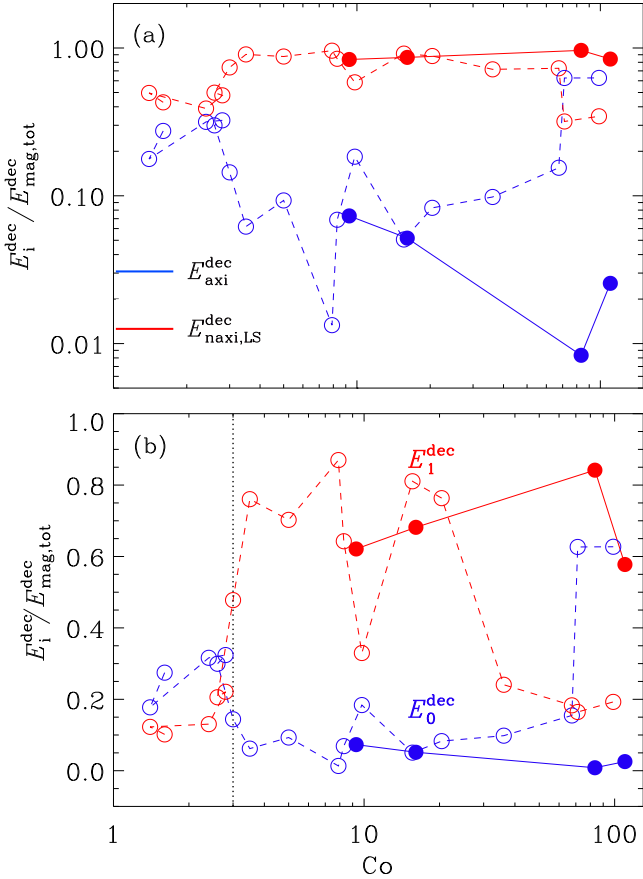 (a)
1.00
0.10
0.01
E_i^dec/E_mag,tot^dec
E_axi^dec
E_naxi,LS^dec
(b)
1.0
0.8
0.6
0.4
0.2
0.0
E_i^dec/E_mag,tot^dec
E_1^dec
E_0^dec
1 10 100
Co